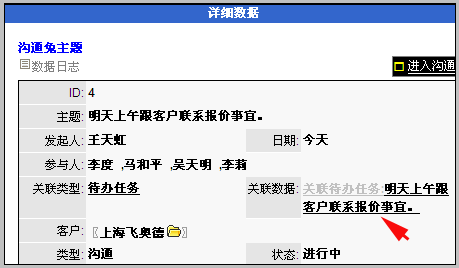 详细数据
沟通兔主题
数据日志
进入沟通
ID: 4
主题: 明天上午跟客户联系报价事宜。
发起人: 王天虹 日期: 今天
参与人: 李度 ,马和平 ,吴天明 ,李莉
关联类型: 待办任务 关联数据: 关联待办任务:明天上午跟
客户联系报价事宜。
客户: 〖上海飞奥德〗
类型: 沟通 状态: 进行中